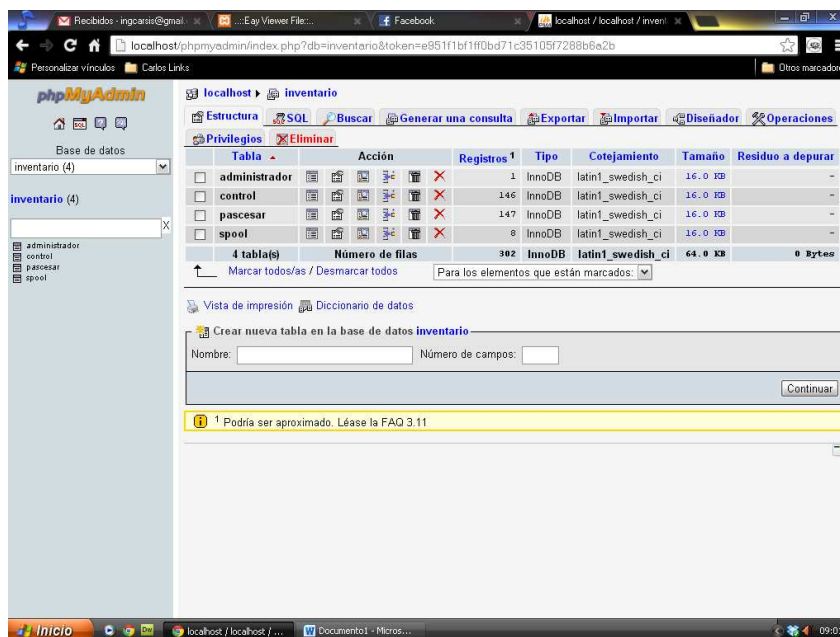 Recibidos - ingcarsis@gmail.
..::Eay Viewer File::..
Facebook
localhost / localhost / invent
localhost/phpmyadmin/index.php?db=inventario&token=e951f1bf1ff0bd71c35105f7288b6a2b
Personalizar vínculos
Carlos Links
Otros marcadore
phpMyAdmin
SQL
Base de datos
inventario (4)
inventario (4)
X
administrador
control
pascesar
spool
localhost
inventario
Estructura
SQL
Buscar
Generar una consulta
Exportar
Importar
Diseñador
Operaciones
Privilegios
Eliminar
Tabla Acción Registros 1 Tipo Cotejamiento Tamaño Residuo a depurar
administrador 1 InnoDB latin1_swedish_ci 16.0 KB -
control 146 InnoDB latin1_swedish_ci 16.0 KB -
pascesar 147 InnoDB latin1_swedish_ci 16.0 KB -
spool 8 InnoDB latin1_swedish_ci 16.0 KB -
4 tabla(s) Número de filas 302 InnoDB latin1_swedish_ci 64.0 KB 0 Bytes
Marcar todos/as / Desmarcar todos
Para los elementos que están marcados:
Vista de impresión
Diccionario de datos
Crear nueva tabla en la base de datos inventario
Nombre:
Número de campos:
Continuar
1 Podría ser aproximado. Léase la FAQ 3.11
Inicio
Dw
localhost / localhost / ...
Documento1 - Micros...